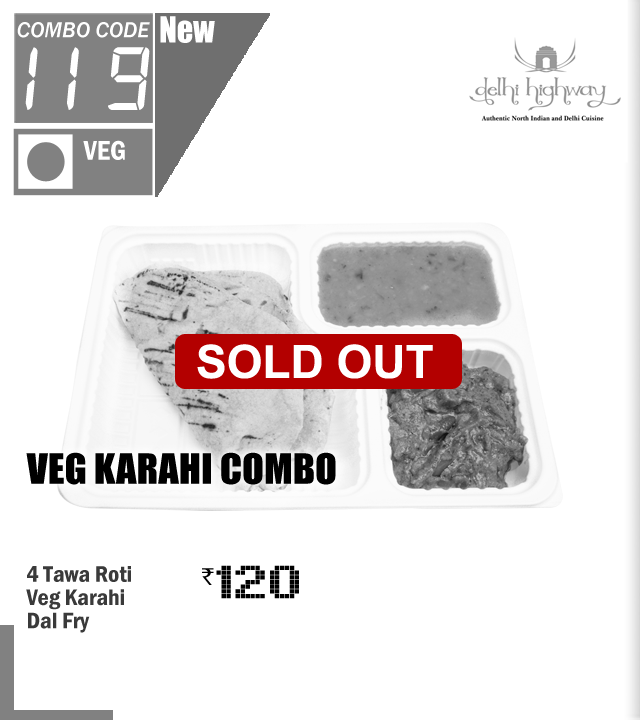 COMBO CODE
New
119
VEG
delhi highway
Authentic North Indian and Delhi Cuisine
SOLD OUT
VEG KARAHI COMBO
4 Tawa Roti
₹120
Veg Karahi
Dal Fry